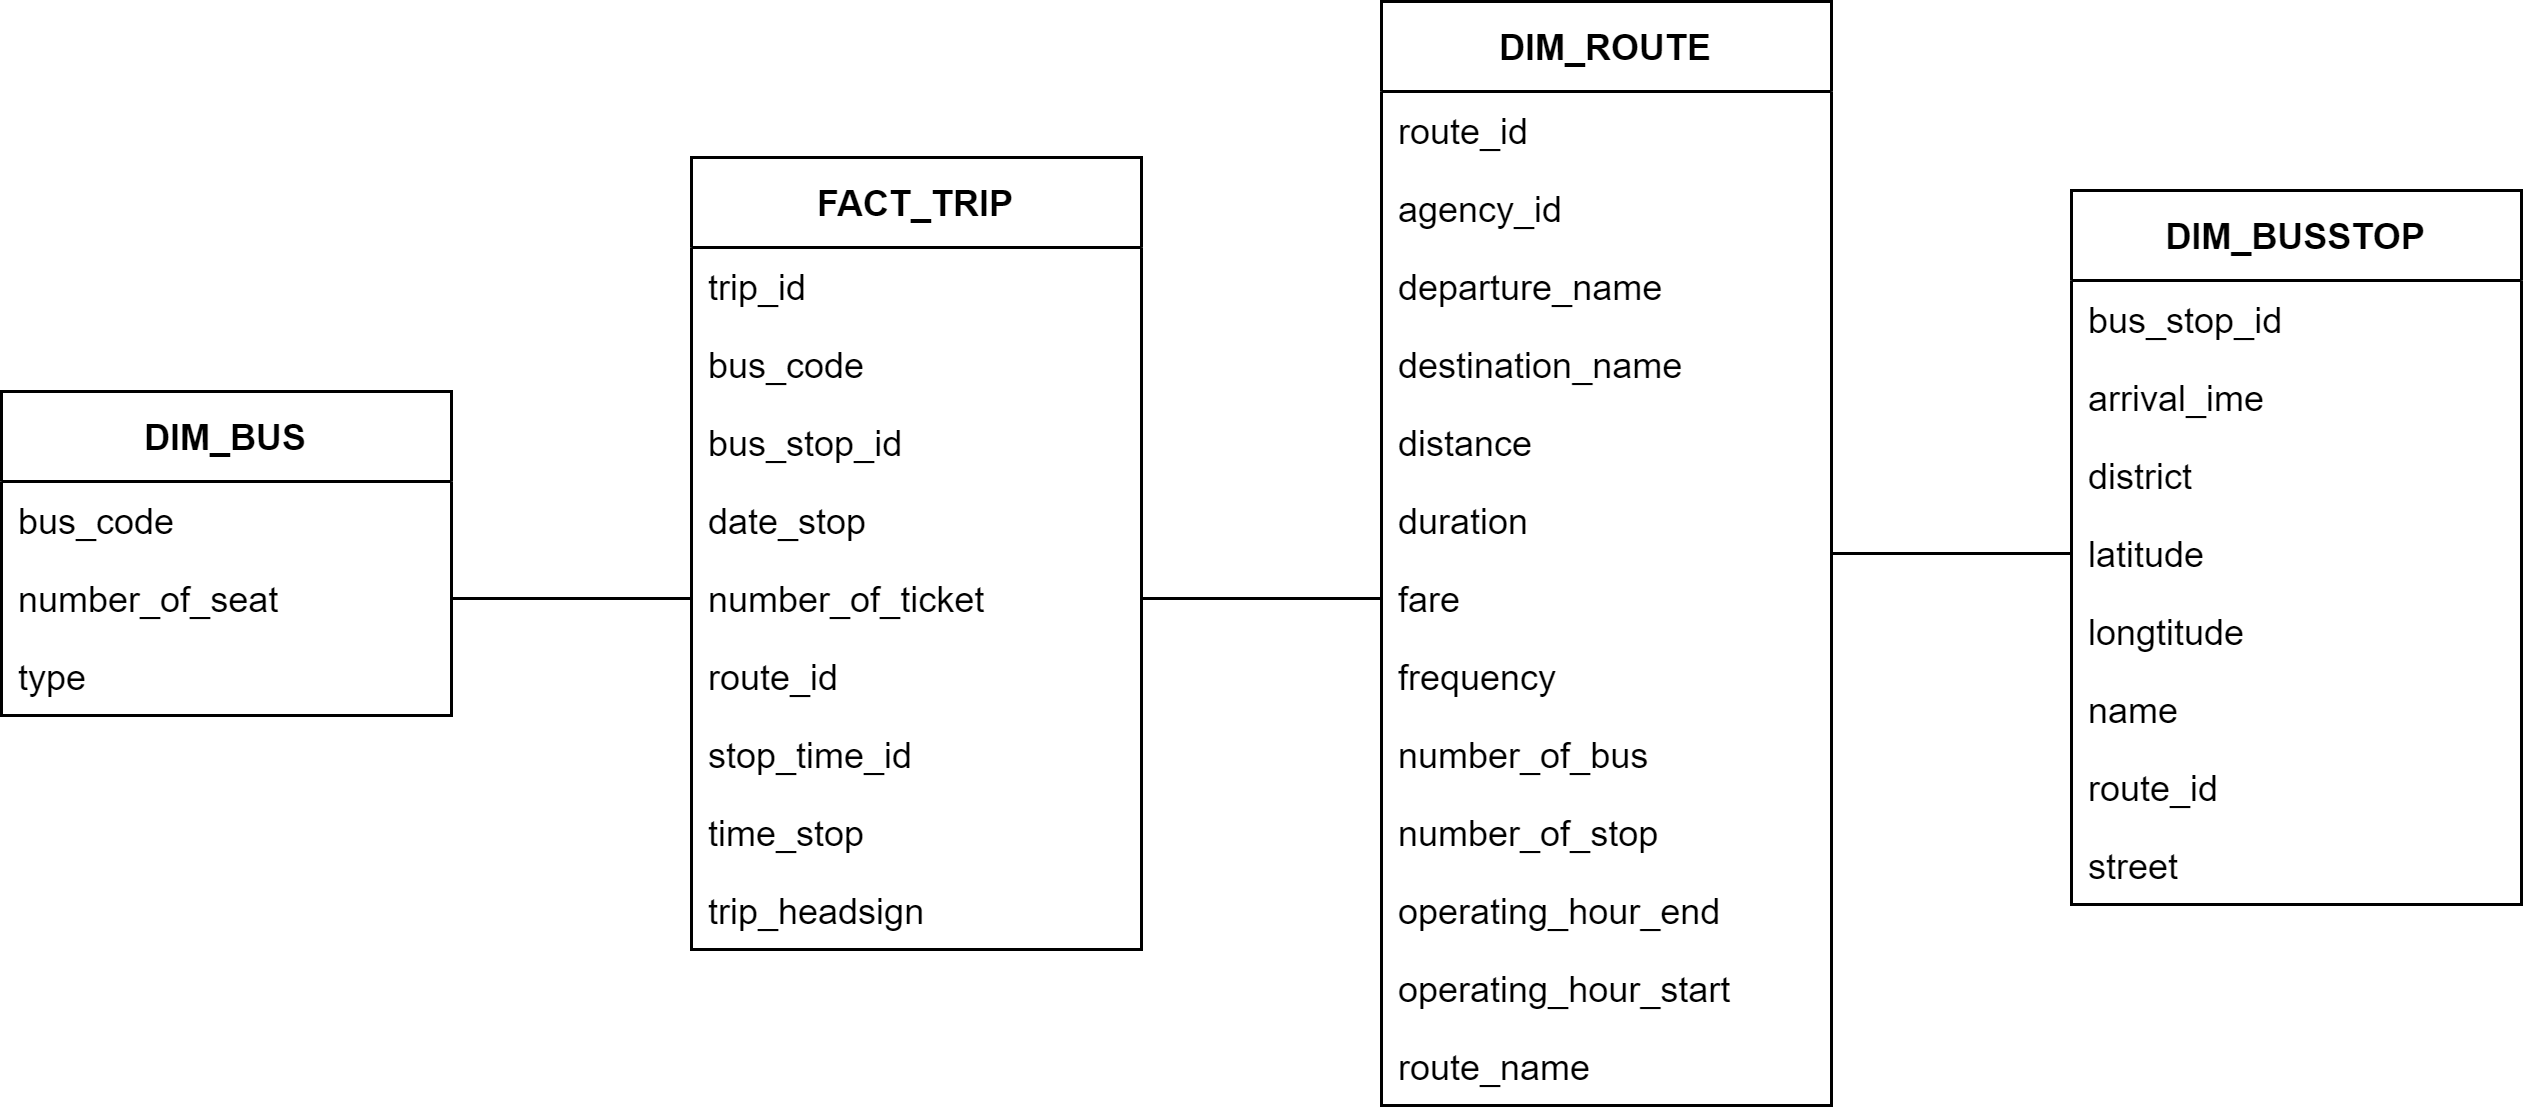 DIM_BUS
bus_code
number_of_seat
type
FACT_TRIP
trip_id
bus_code
bus_stop_id
date_stop
number_of_ticket
route_id
stop_time_id
time_stop
trip_headsign
DIM_ROUTE
route_id
agency_id
departure_name
destination_name
distance
duration
fare
frequency
number_of_bus
number_of_stop
operating_hour_end
operating_hour_start
route_name
DIM_BUSSTOP
bus_stop_id
arrival_ime
district
latitude
longtitude
name
route_id
street